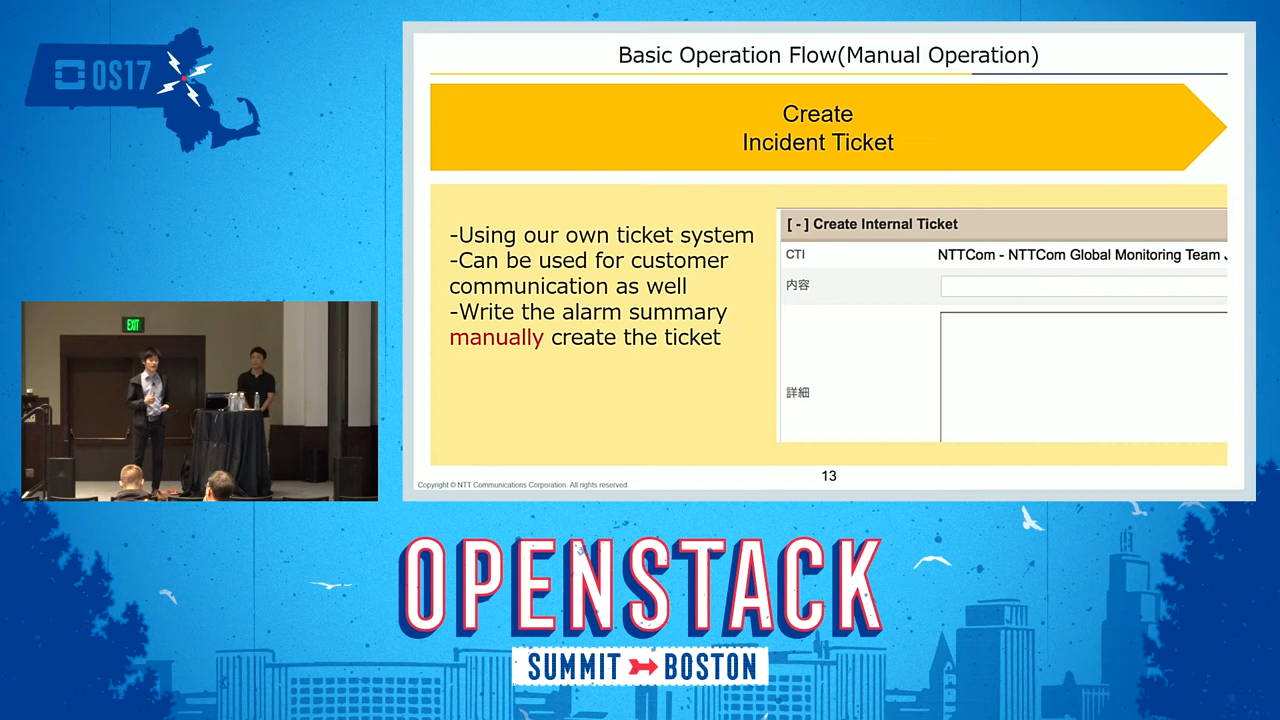 OS17
Basic Operation Flow(Manual Operation)
Create
Incident Ticket
-Using our own ticket system
-Can be used for customer
communication as well
-Write the alarm summary
manually create the ticket
[ - ] Create Internal Ticket
CTI
NTTCom - NTTCom Global Monitoring Team
内容
詳細
13
Copyright © NTT Communications Corporation. All rights reserved.
EXIT
OPENSTACK
SUMMIT BOSTON